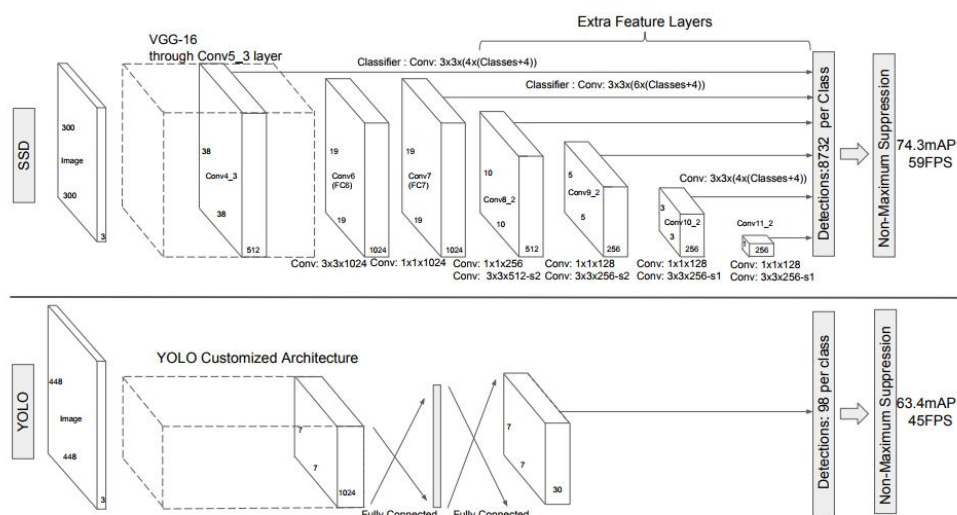 Extra Feature Layers
VGG-16
through Conv5_3 layer
Classifier : Conv: 3x3x(4x(Classes+4))
Classifier : Conv: 3x3x(6x(Classes+4))
SSD
300
Image
300
3
38
Conv4_3
38
512
19
Conv6
(FC6)
19
1024
19
Conv7
(FC7)
19
1024
10
Conv8_2
10
512
5
Conv9_2
5
256
Conv: 3x3x(4x(Classes+4))
3
Conv10_2
3
256
Conv11_2
1
256
Detections:8732 per Class
Non-Maximum Suppression
74.3mAP
59FPS
Conv: 3x3x1024
Conv: 1x1x1024
Conv: 1x1x256
Conv: 3x3x512-s2
Conv: 1x1x128
Conv: 3x3x256-s2
Conv: 1x1x128
Conv: 3x3x256-s1
Conv: 1x1x128
Conv: 3x3x256-s1
YOLO
448
Image
448
3
YOLO Customized Architecture
7
7
1024
Fully Connected
Fully Connected
7
7
30
Detections: 98 per class
Non-Maximum Suppression
63.4mAP
45FPS